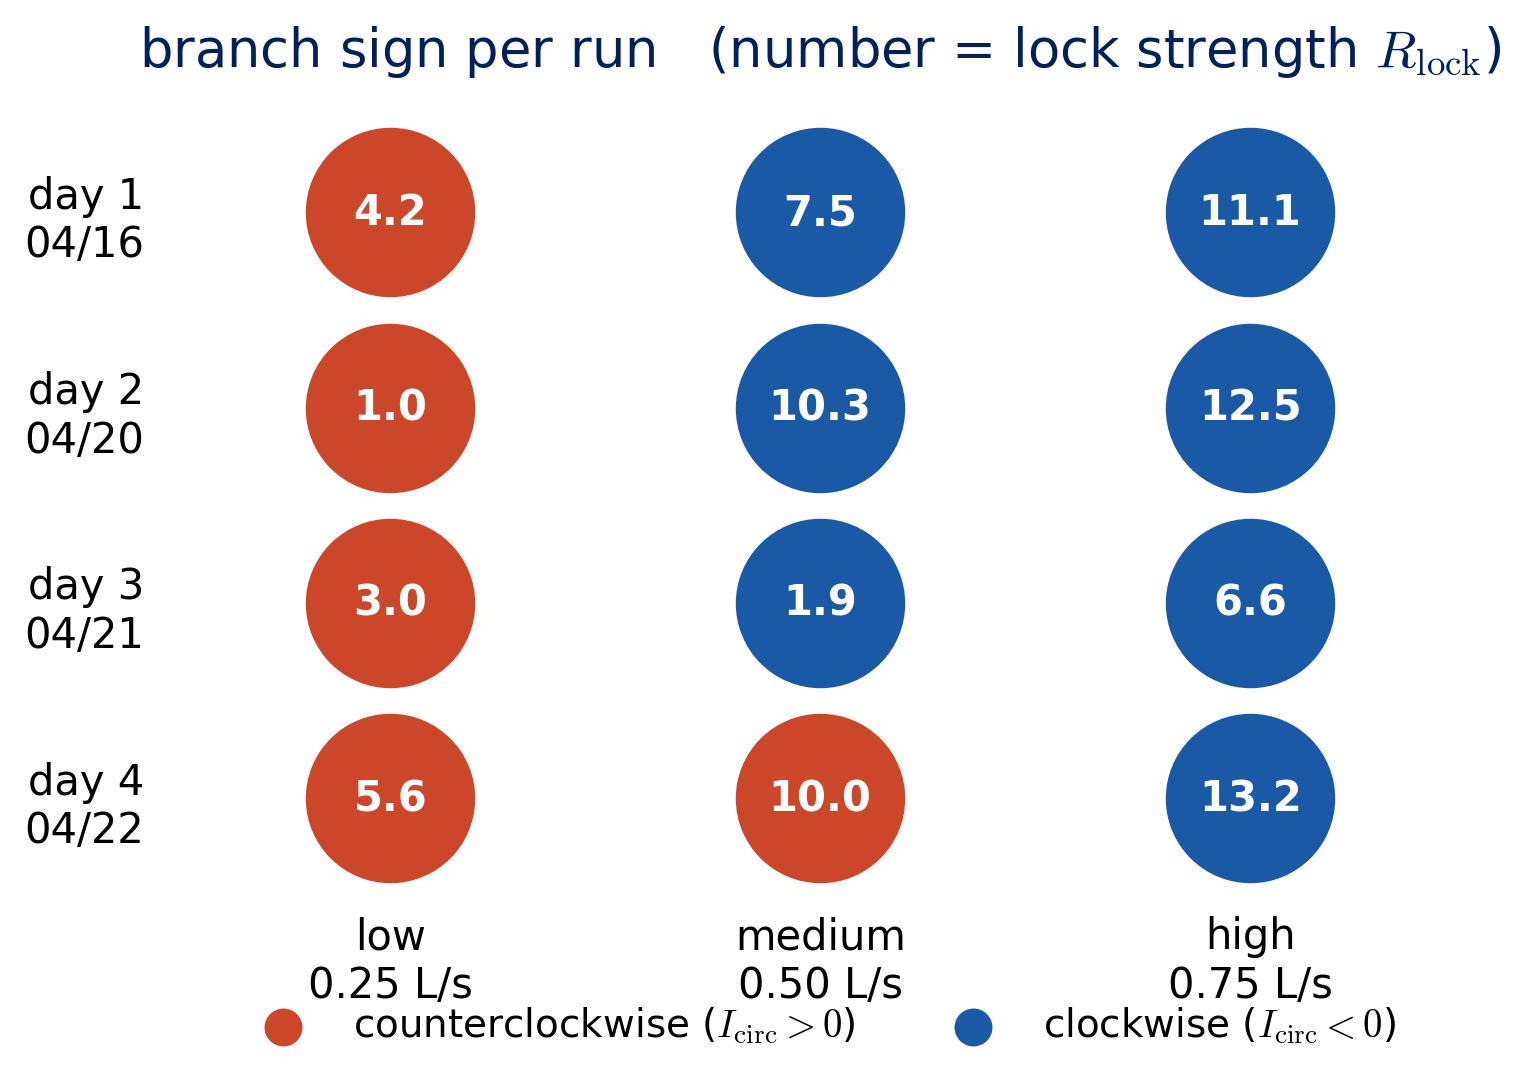 branch sign per run (number = lock strength R_lock)
day 1
04/16
4.2 7.5 11.1
day 2
04/20
1.0 10.3 12.5
day 3
04/21
3.0 1.9 6.6
day 4
04/22
5.6 10.0 13.2
low medium high
0.25 L/s 0.50 L/s 0.75 L/s
counterclockwise (I_circ > 0) clockwise (I_circ < 0)